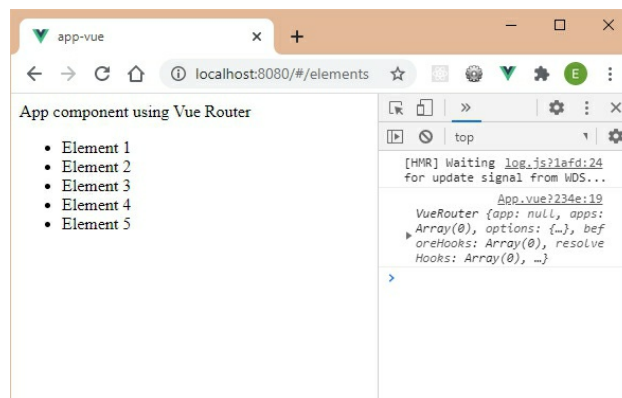 app-vue
localhost:8080/#/elements
E
App component using Vue Router
Element 1
Element 2
Element 3
Element 4
Element 5
top
[HMR] Waiting log.js?1afd:24
for update signal from WDS...
App.vue?234e:19
VueRouter {app: null, apps:
Array(0), options: {…}, bef
oreHooks: Array(0), resolve
Hooks: Array(0), …}